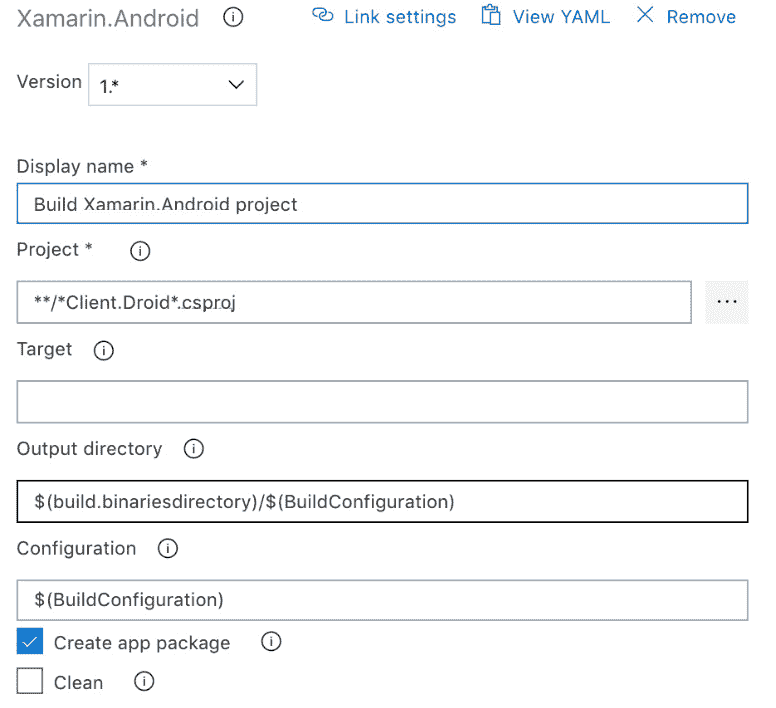 Xamarin.Android Link settings View YAML Remove
Version 1.*
Display name *
Build Xamarin.Android project
Project *
**/*Client.Droid*.csproj ...
Target
Output directory
$(build.binariesdirectory)/$(BuildConfiguration)
Configuration
$(BuildConfiguration)
Create app package
Clean